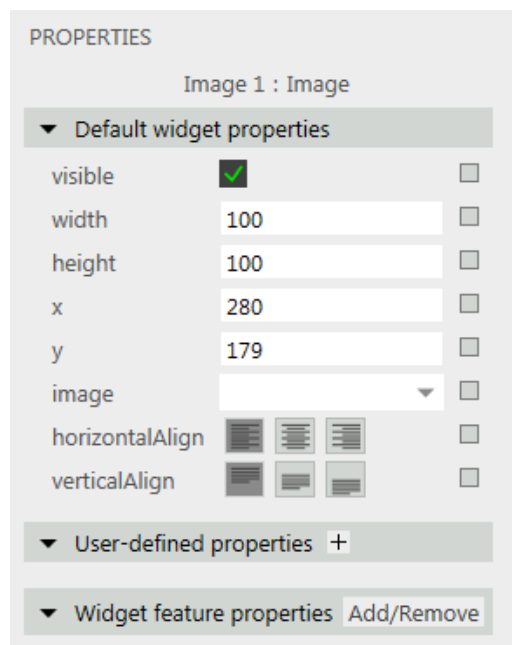 PROPERTIES
Image 1 : Image
Default widget properties
visible
width 100
height 100
x 280
y 179
image
horizontalAlign
verticalAlign
User-defined properties +
Widget feature properties Add/Remove